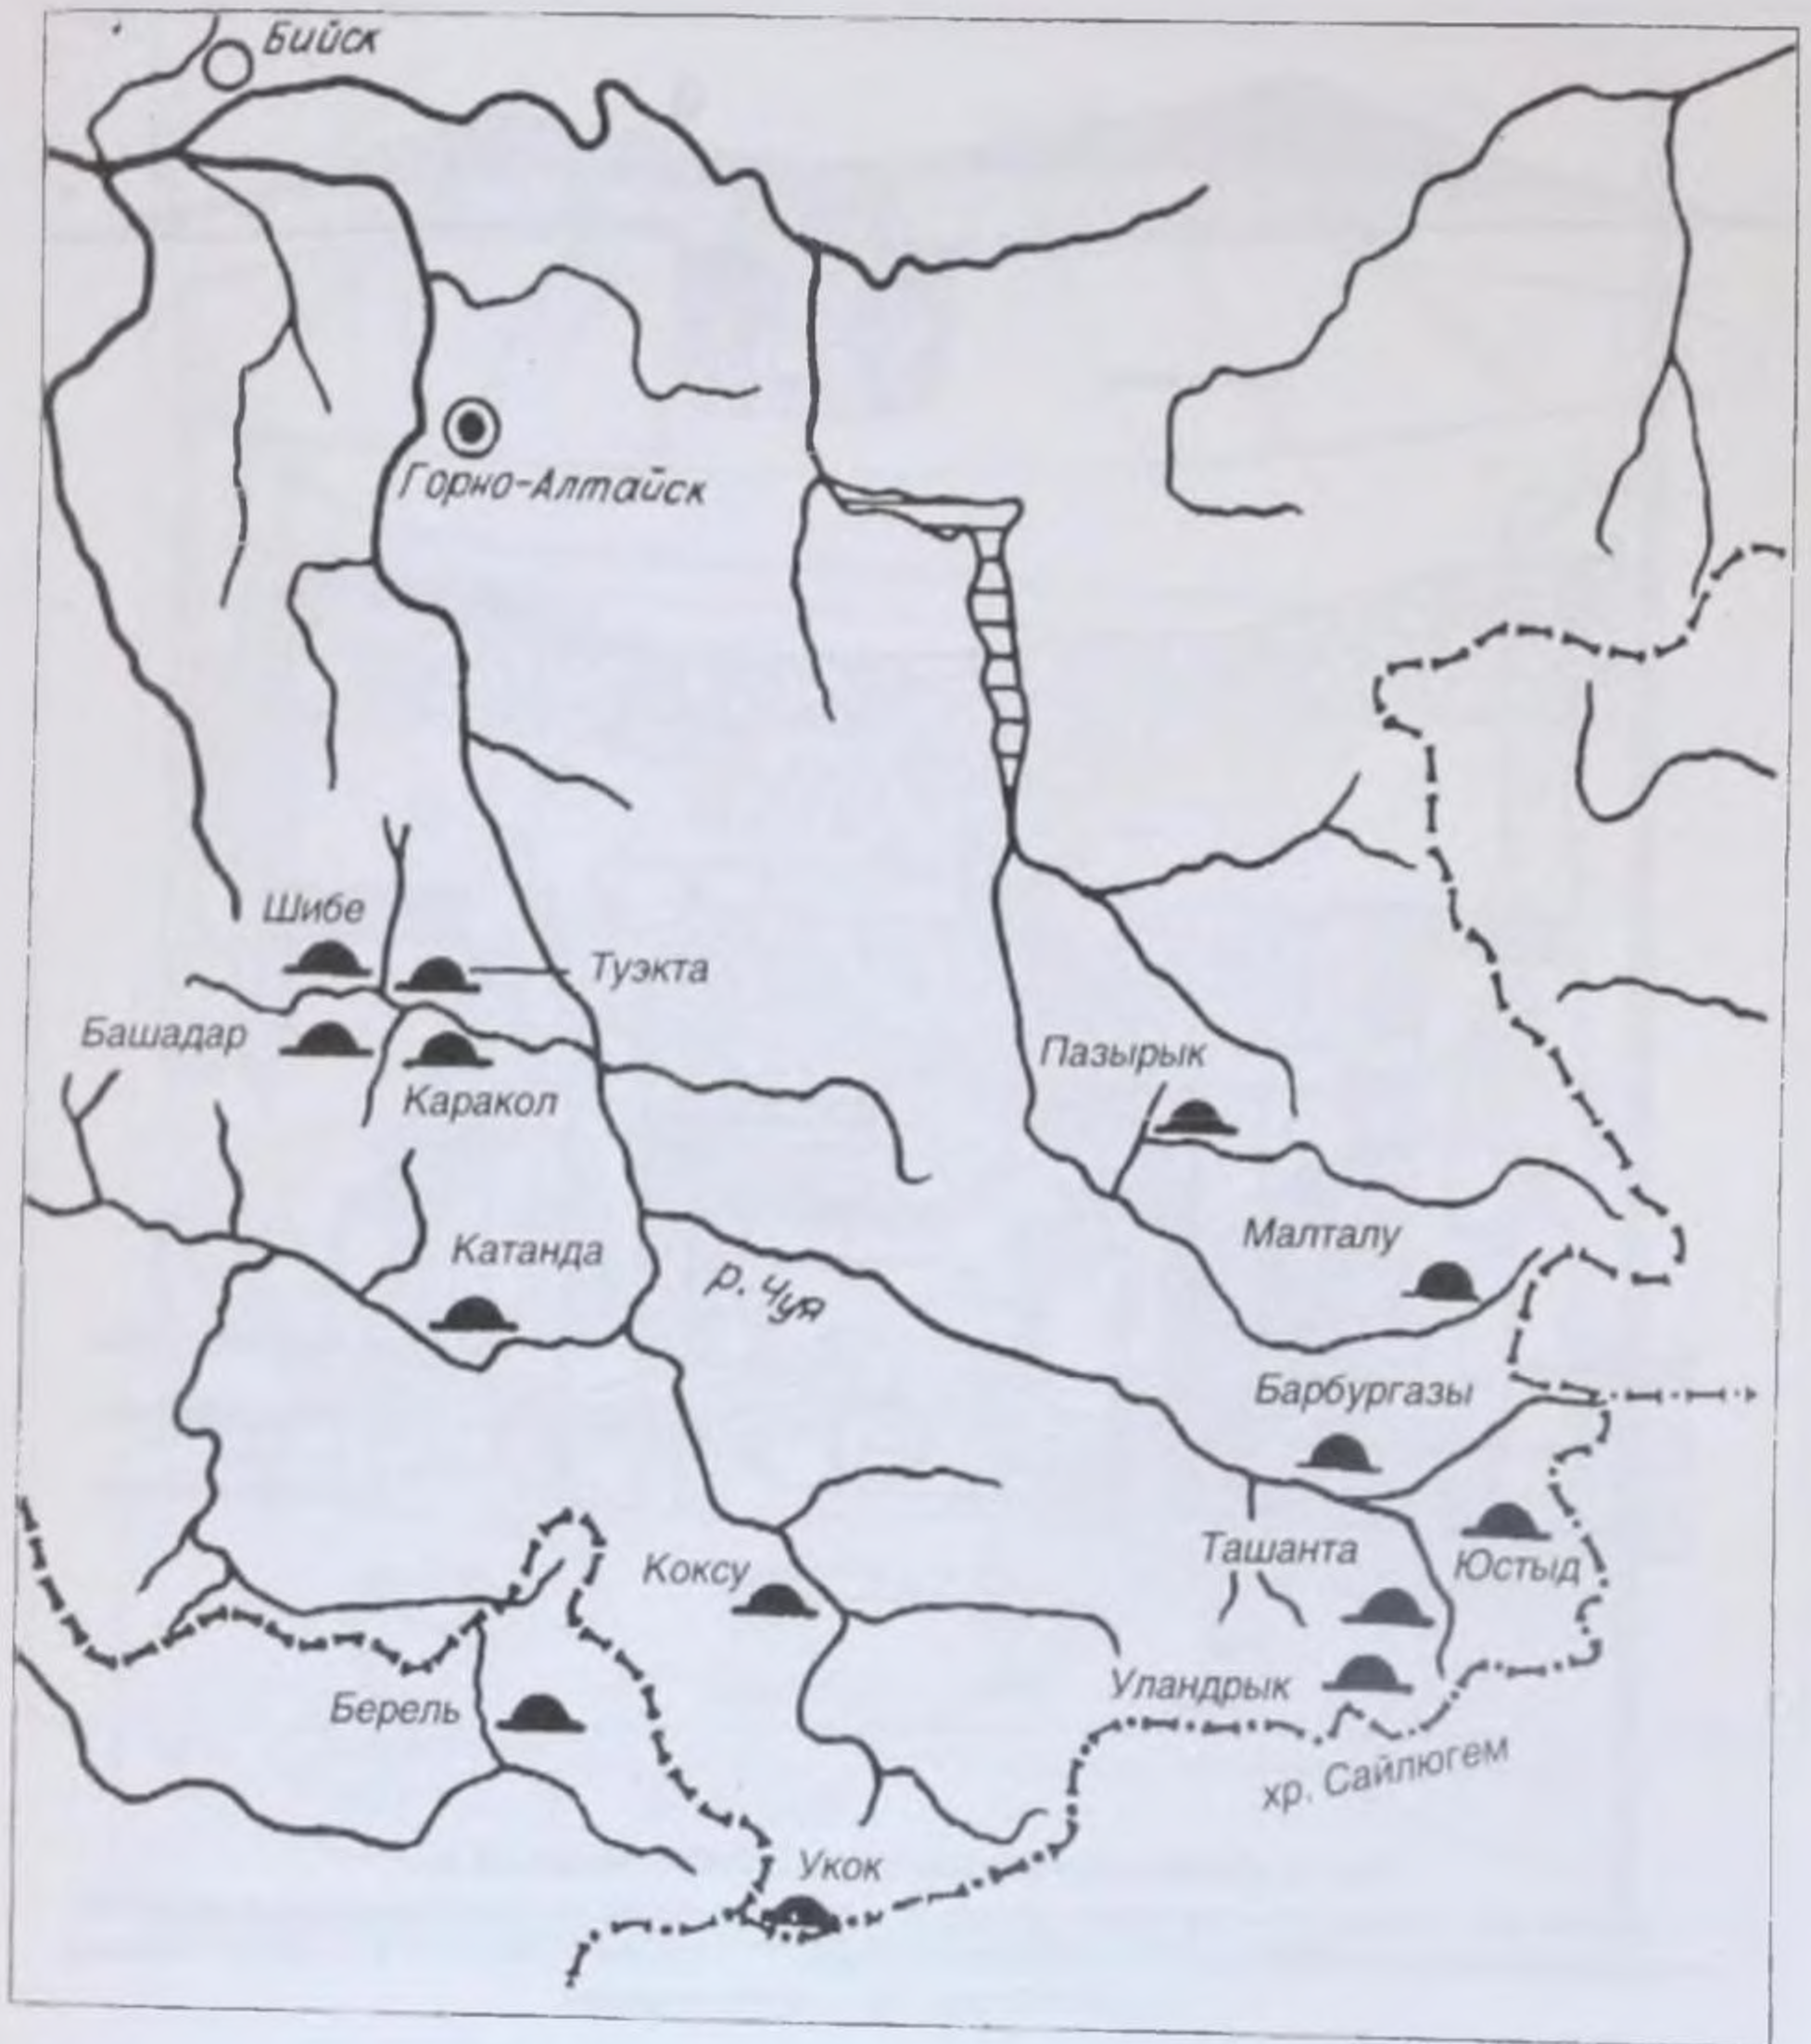 Бийск
Горно-Алтайск
Шибе
Туэкта
Башадар
Каракол
Пазырык
Малталу
Катанда
р. Чуя
Барбургазы
Ташанта
Юстыд
Коксу
Уландрык
Берель
хр. Сайлюгем
Укок